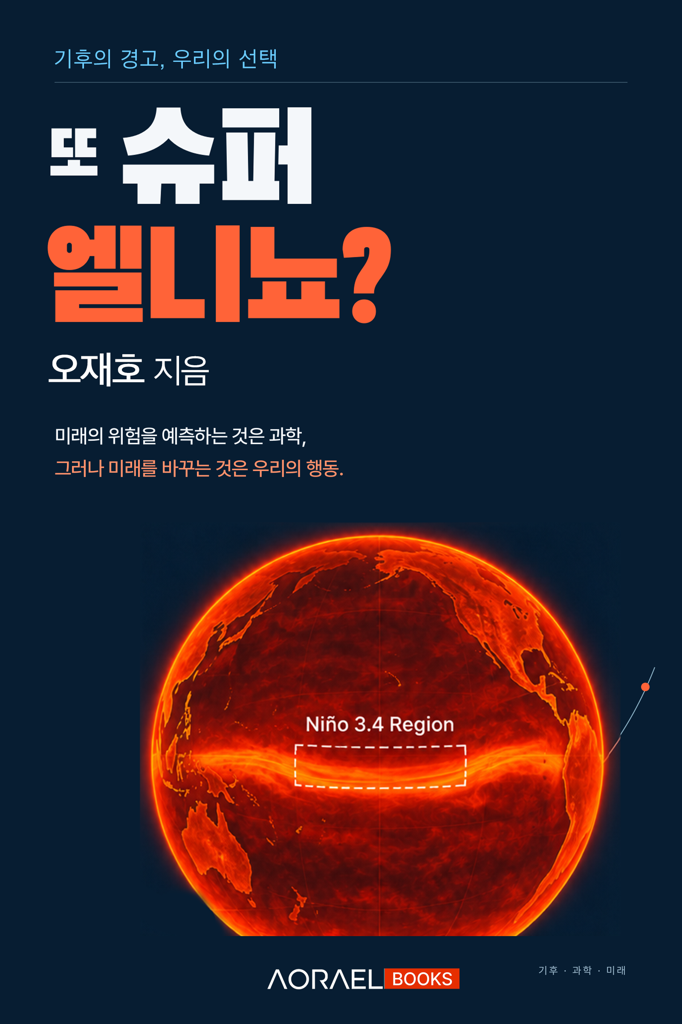 기후의 경고, 우리의 선택
또 슈퍼
엘니뇨?
오재호 지음
미래의 위험을 예측하는 것은 과학,
그러나 미래를 바꾸는 것은 우리의 행동.
Niño 3.4 Region
AORAEL BOOKS
기후 · 과학 · 미래